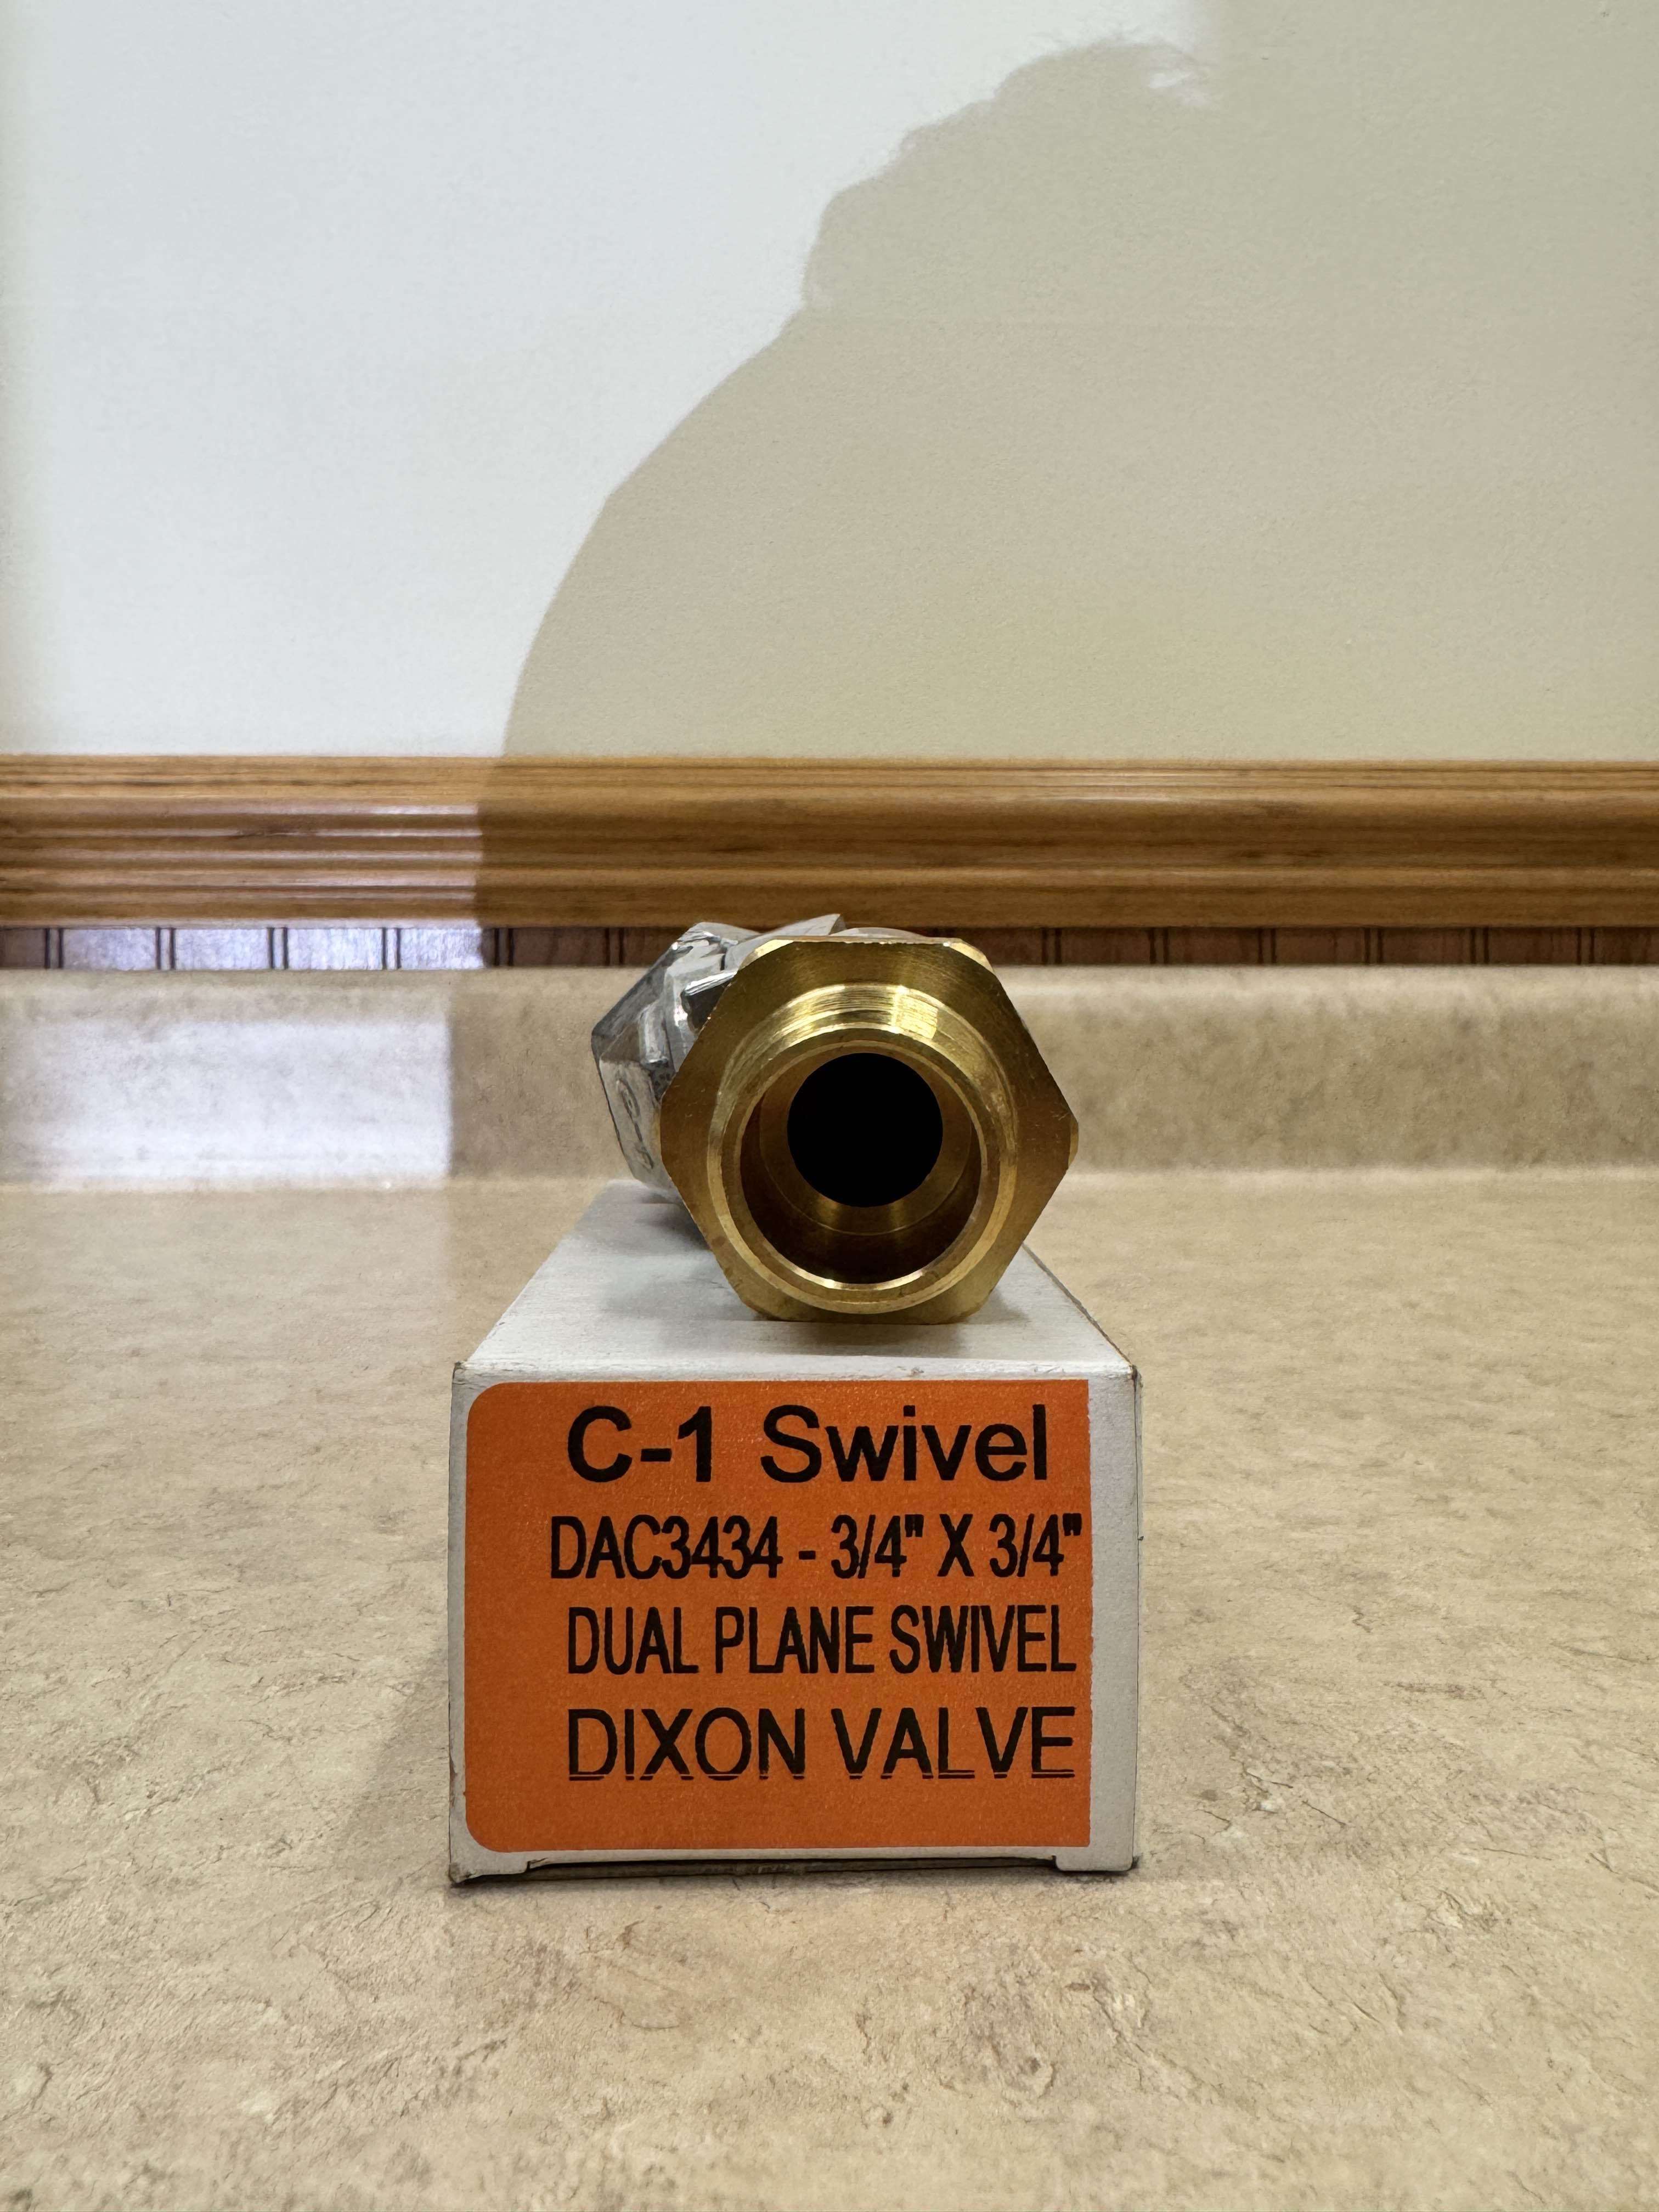 C-1 Swivel
DAC3434 - 3/4" X 3/4"
DUAL PLANE SWIVEL
DIXON VALVE